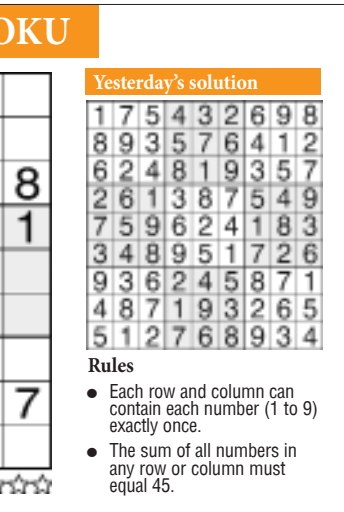 OKU
8
1
7
Yesterday's solution
1 7 5 4 3 2 6 9 8
8 9 3 5 7 6 4 1 2
6 2 4 8 1 9 3 5 7
2 6 1 3 8 7 5 4 9
7 5 9 6 2 4 1 8 3
3 4 8 9 5 1 7 2 6
9 3 6 2 4 5 8 7 1
4 8 7 1 9 3 2 6 5
5 1 2 7 6 8 9 3 4
Rules
● Each row and column can
contain each number (1 to 9)
exactly once.
● The sum of all numbers in
any row or column must
equal 45.